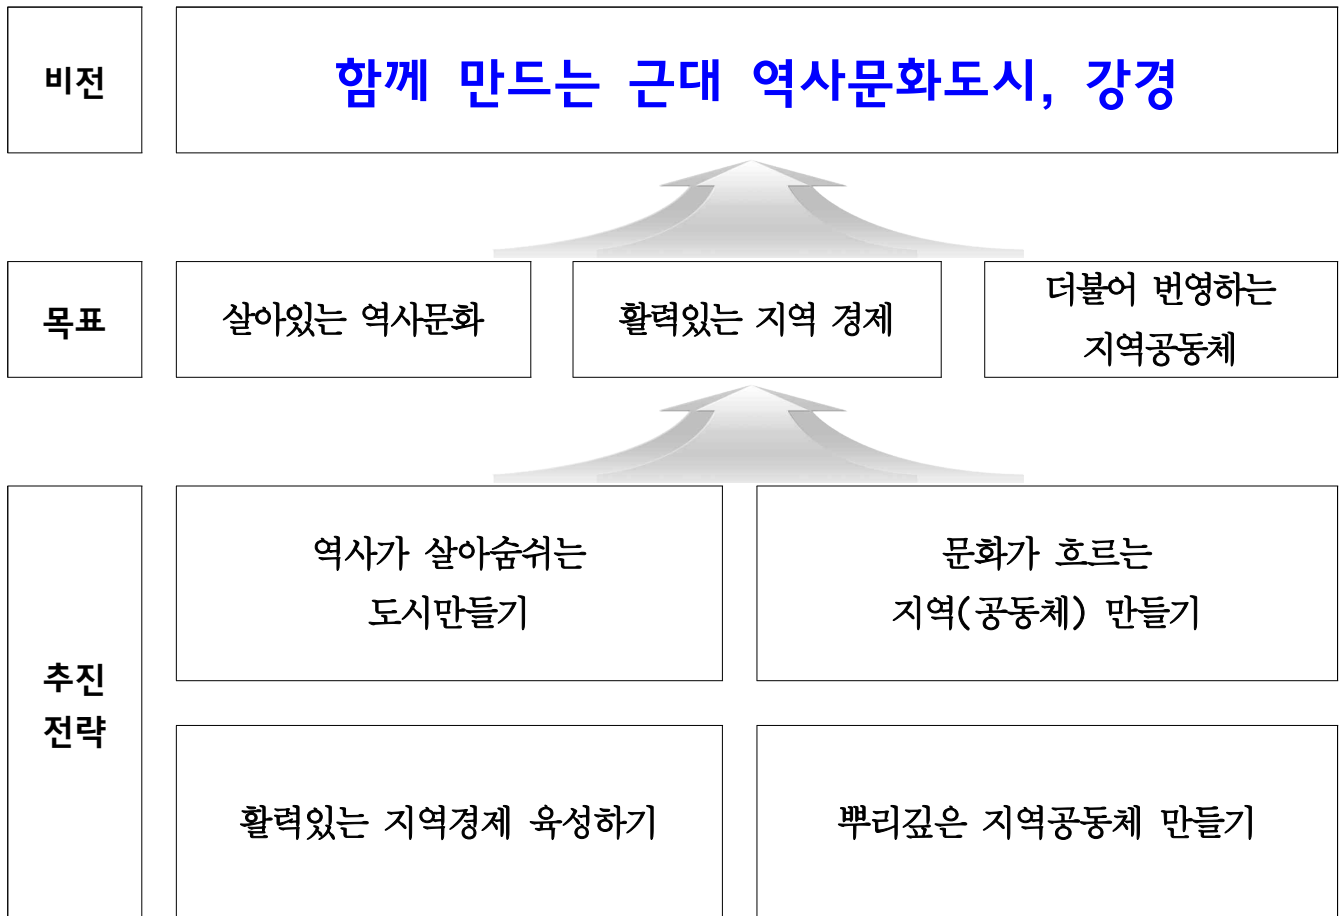 비전
함께 만드는 근대 역사문화도시, 강경
목표
살아있는 역사문화
활력있는 지역 경제
더불어 번영하는
지역공동체
추진
전략
역사가 살아숨쉬는
도시만들기
문화가 흐르는
지역(공동체) 만들기
활력있는 지역경제 육성하기
뿌리깊은 지역공동체 만들기